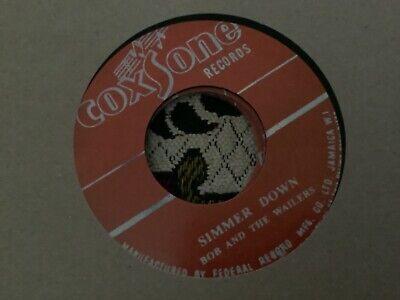 coxsone
RECORDS
SIMMER DOWN
BOB AND THE WAILERS
MANUFACTURED BY FEDERAL RECORD MFG. CO. LTD. JAMAICA W.I.